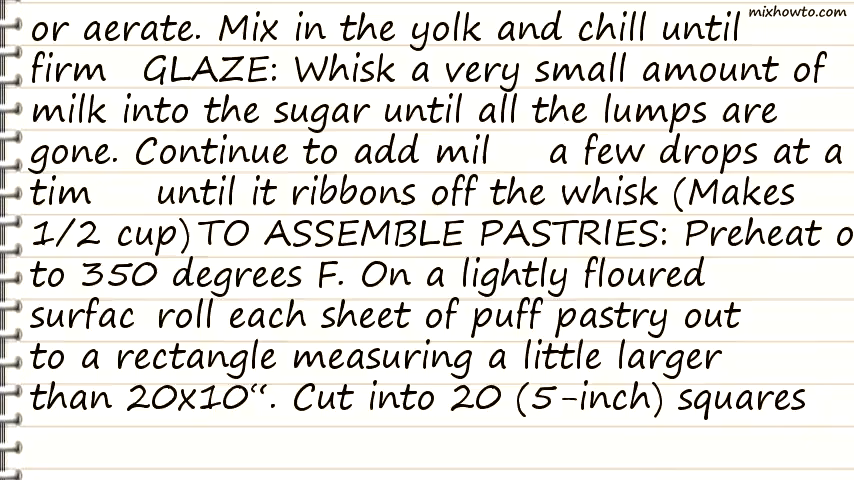 mixhowto.com
or aerate. Mix in the yolk and chill until
firm GLAZE: Whisk a very small amount of
milk into the sugar until all the lumps are
gone. Continue to add mil a few drops at a
tim until it ribbons off the whisk (Makes
1/2 cup) TO ASSEMBLE PASTRIES: Preheat o
to 350 degrees F. On a lightly floured
surfac roll each sheet of puff pastry out
to a rectangle measuring a little larger
than 20x10“. Cut into 20 (5-inch) squares